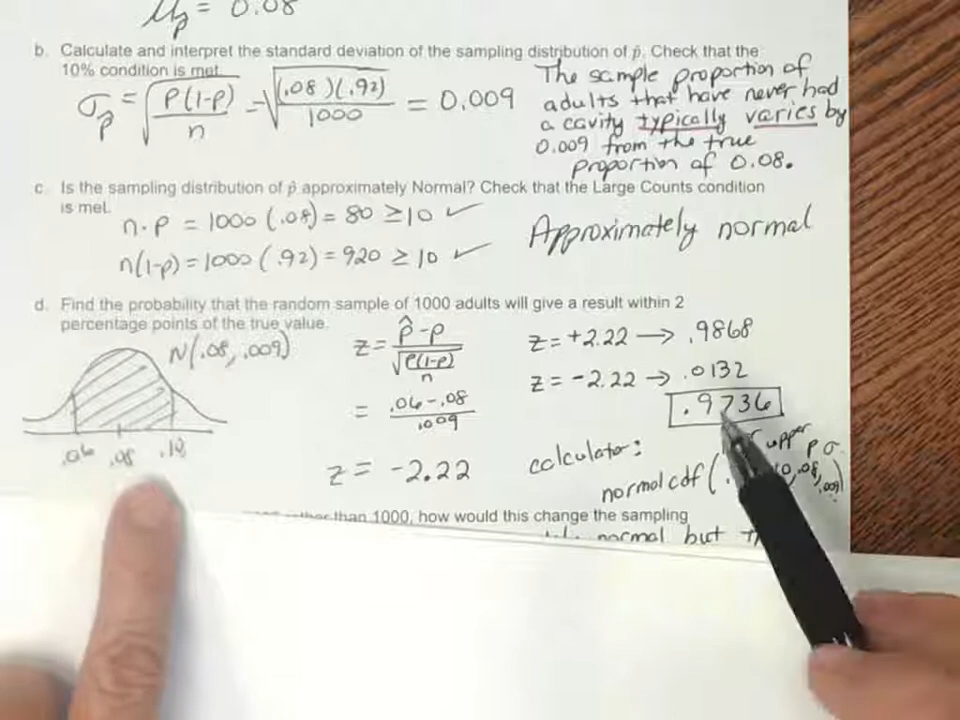 μp̂ = 0.08
b. Calculate and interpret the standard deviation of the sampling distribution of p̂. Check that the
10% condition is met.
σp̂ = √(P(1-p)/n) = √((.08)(.92)/1000) = 0.009
The sample proportion of
adults that have never had
a cavity typically varies by
0.009 from the true
proportion of 0.08.
c. Is the sampling distribution of p̂ approximately Normal? Check that the Large Counts condition
is met.
n·p = 1000(.08) = 80 ≥ 10 ✓
n(1-p) = 1000(.92) = 920 ≥ 10 ✓
Approximately normal
d. Find the probability that the random sample of 1000 adults will give a result within 2
percentage points of the true value.
N(.08, .009)
.06 .08 .10
z = (p̂ - p)/√(p(1-p)/n)
= (.06 - .08)/.009
z = -2.22
z = +2.22 → .9868
z = -2.22 → .0132
.9736
calculator:
upper p σ
normalcdf(. 10, .08, .009)
than 1000, how would this change the sampling
normal but